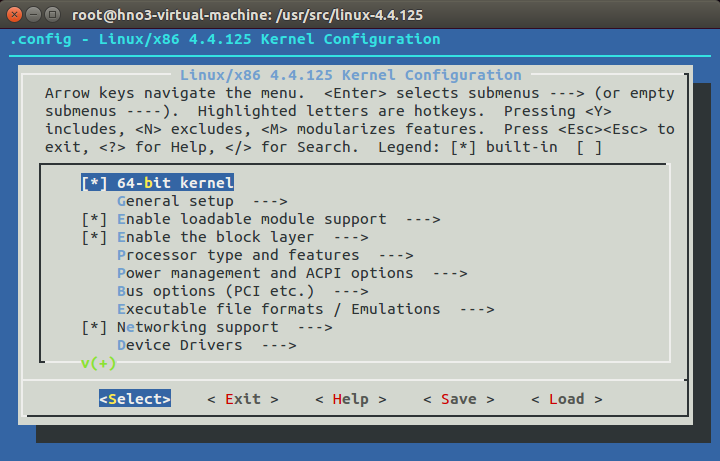 root@hno3-virtual-machine: /usr/src/linux-4.4.125
.config - Linux/x86 4.4.125 Kernel Configuration
Linux/x86 4.4.125 Kernel Configuration
Arrow keys navigate the menu.  <Enter> selects submenus ---> (or empty
submenus ----).  Highlighted letters are hotkeys.  Pressing <Y>
includes, <N> excludes, <M> modularizes features.  Press <Esc><Esc> to
exit, <?> for Help, </> for Search.  Legend: [*] built-in  [ ]
[*] 64-bit kernel
General setup  --->
[*] Enable loadable module support  --->
[*] Enable the block layer  --->
Processor type and features  --->
Power management and ACPI options  --->
Bus options (PCI etc.)  --->
Executable file formats / Emulations  --->
[*] Networking support  --->
Device Drivers  --->
v(+)
<Select>    < Exit >    < Help >    < Save >    < Load >